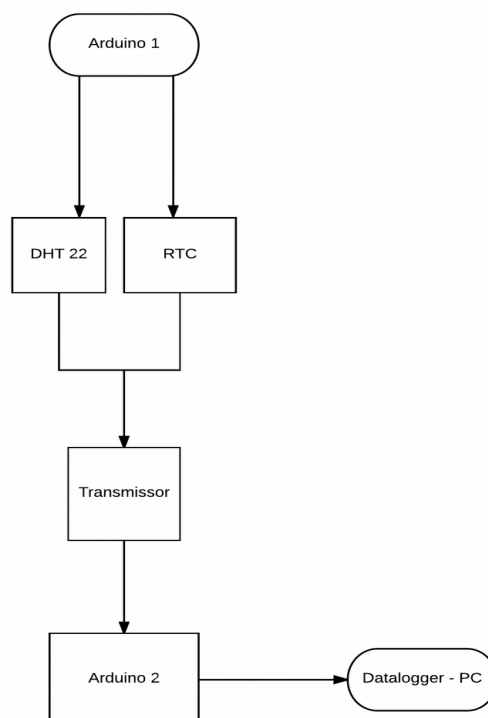 Arduino 1
DHT 22
RTC
Transmissor
Arduino 2
Datalogger - PC